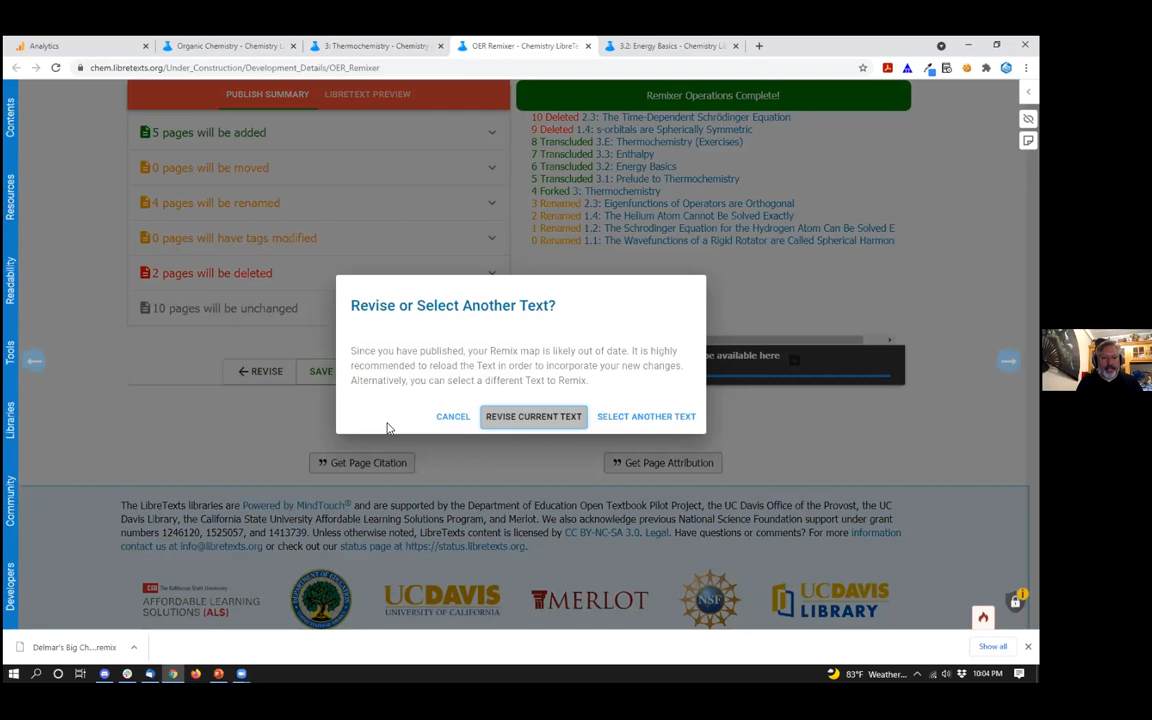 Analytics
Organic Chemistry - Chemistry L
3: Thermochemistry - Chemistry
OER Remixer - Chemistry LibreTe
3.2: Energy Basics - Chemistry Li
chem.libretexts.org/Under_Construction/Development_Details/OER_Remixer
Contents
Resources
Readability
Tools
Libraries
Community
Developers
PUBLISH SUMMARY
LIBRETEXT PREVIEW
5 pages will be added
0 pages will be moved
4 pages will be renamed
0 pages will have tags modified
2 pages will be deleted
10 pages will be unchanged
REVISE
SAVE
Remixer Operations Complete!
10 Deleted 2.3: The Time-Dependent Schrödinger Equation
9 Deleted 1.4: s-orbitals are Spherically Symmetric
8 Transcluded 3.E: Thermochemistry (Exercises)
7 Transcluded 3.3: Enthalpy
6 Transcluded 3.2: Energy Basics
5 Transcluded 3.1: Prelude to Thermochemistry
4 Forked 3: Thermochemistry
3 Renamed 2.3: Eigenfunctions of Operators are Orthogonal
2 Renamed 1.4: The Helium Atom Cannot Be Solved Exactly
1 Renamed 1.2: The Schrodinger Equation for the Hydrogen Atom Can Be Solved E
0 Renamed 1.1: The Wavefunctions of a Rigid Rotator are Called Spherical Harmon
be available here
Revise or Select Another Text?
Since you have published, your Remix map is likely out of date. It is highly
recommended to reload the Text in order to incorporate your new changes.
Alternatively, you can select a different Text to Remix.
CANCEL
REVISE CURRENT TEXT
SELECT ANOTHER TEXT
Get Page Citation
Get Page Attribution
The LibreTexts libraries are Powered by MindTouch® and are supported by the Department of Education Open Textbook Pilot Project, the UC Davis Office of the Provost, the UC
Davis Library, the California State University Affordable Learning Solutions Program, and Merlot. We also acknowledge previous National Science Foundation support under grant
numbers 1246120, 1525057, and 1413739. Unless otherwise noted, LibreTexts content is licensed by CC BY-NC-SA 3.0. Legal. Have questions or comments? For more information
contact us at info@libretexts.org or check out our status page at https://status.libretexts.org.
CSU The California State University
AFFORDABLE LEARNING
SOLUTIONS (ALS)
UCDAVIS
UNIVERSITY OF CALIFORNIA
MERLOT
NSF
UCDAVIS
LIBRARY
Delmar's Big Ch....remix
Show all
83°F Weather...
10:04 PM